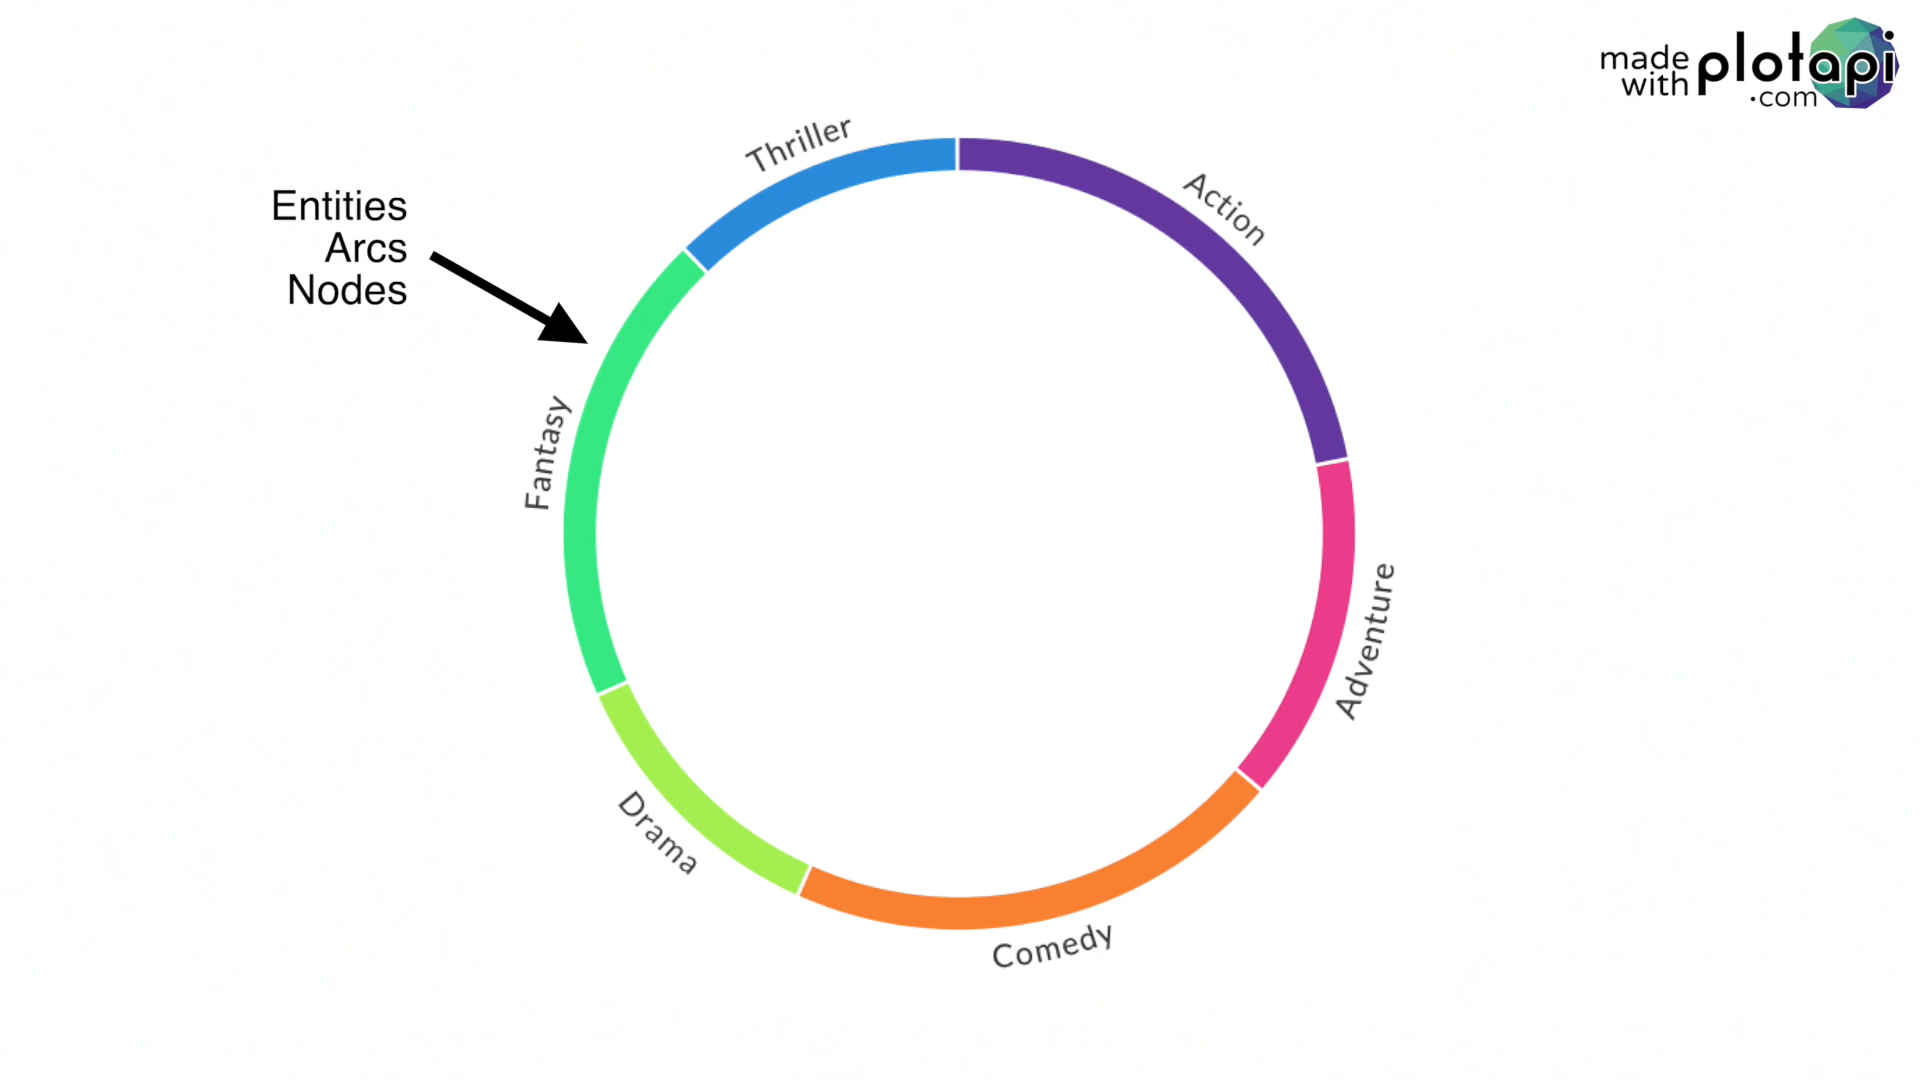 made
with
plotapi
.com
Thriller
Action
Entities
Arcs
Nodes
Fantasy
Adventure
Drama
Comedy